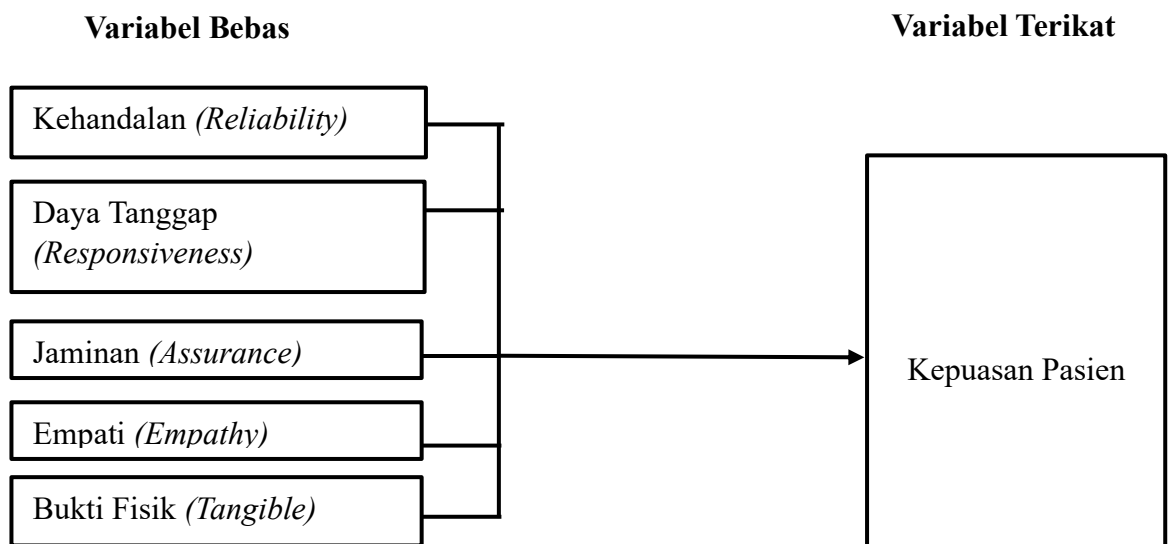 Variabel Bebas
Variabel Terikat
Kehandalan (Reliability)
Daya Tanggap
(Responsiveness)
Jaminan (Assurance)
Empati (Empathy)
Bukti Fisik (Tangible)
Kepuasan Pasien